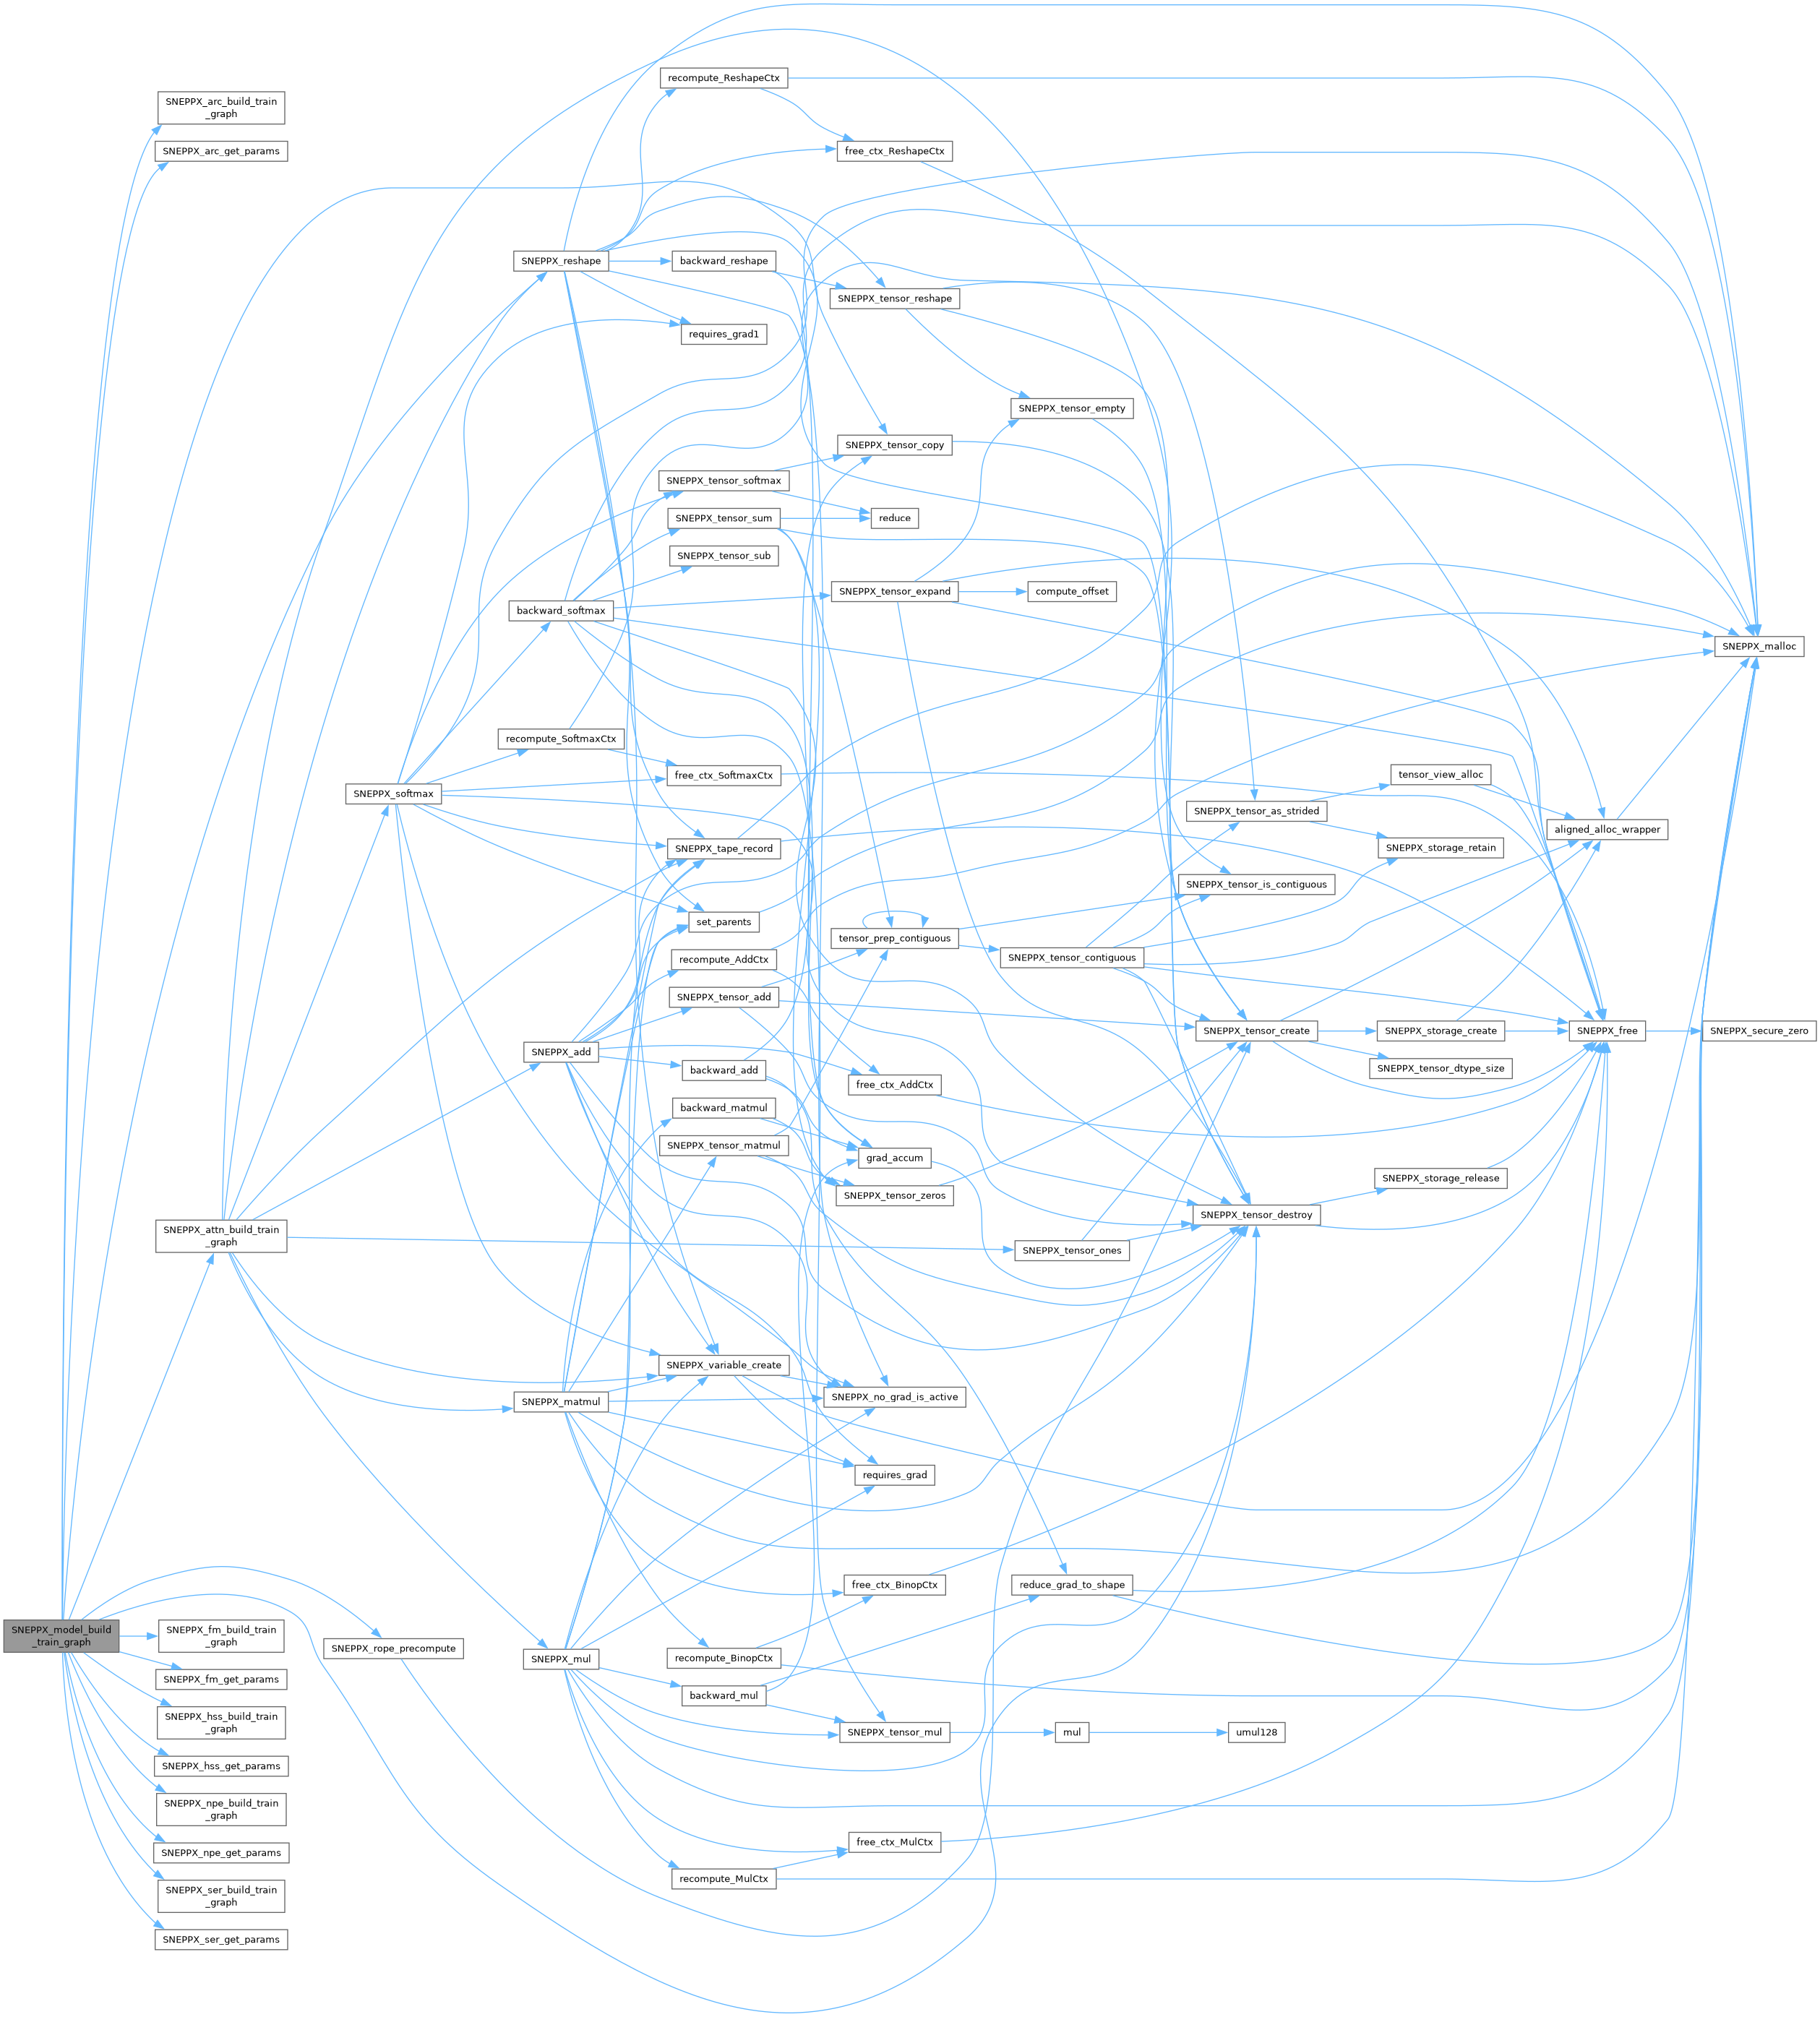 SNEPPX_model_build
_train_graph
SNEPPX_arc_build_train
_graph
SNEPPX_arc_get_params
SNEPPX_attn_build_train
_graph
SNEPPX_fm_build_train
_graph
SNEPPX_fm_get_params
SNEPPX_hss_build_train
_graph
SNEPPX_hss_get_params
SNEPPX_npe_build_train
_graph
SNEPPX_npe_get_params
SNEPPX_ser_build_train
_graph
SNEPPX_ser_get_params
SNEPPX_softmax
SNEPPX_rope_precompute
SNEPPX_reshape
backward_softmax
recompute_SoftmaxCtx
SNEPPX_add
SNEPPX_matmul
SNEPPX_mul
recompute_ReshapeCtx
backward_reshape
requires_grad1
SNEPPX_tensor_softmax
SNEPPX_tensor_sum
SNEPPX_tensor_sub
free_ctx_SoftmaxCtx
SNEPPX_tape_record
set_parents
recompute_AddCtx
SNEPPX_tensor_add
backward_add
backward_matmul
SNEPPX_tensor_matmul
SNEPPX_variable_create
recompute_BinopCtx
backward_mul
recompute_MulCtx
free_ctx_ReshapeCtx
SNEPPX_tensor_reshape
SNEPPX_tensor_copy
reduce
SNEPPX_tensor_expand
tensor_prep_contiguous
free_ctx_AddCtx
grad_accum
SNEPPX_tensor_zeros
SNEPPX_no_grad_is_active
requires_grad
free_ctx_BinopCtx
SNEPPX_tensor_mul
free_ctx_MulCtx
SNEPPX_tensor_empty
compute_offset
SNEPPX_tensor_contiguous
SNEPPX_tensor_ones
reduce_grad_to_shape
mul
SNEPPX_tensor_as_strided
SNEPPX_tensor_is_contiguous
SNEPPX_tensor_create
SNEPPX_tensor_destroy
umul128
tensor_view_alloc
SNEPPX_storage_retain
SNEPPX_storage_create
SNEPPX_tensor_dtype_size
SNEPPX_storage_release
aligned_alloc_wrapper
SNEPPX_free
SNEPPX_malloc
SNEPPX_secure_zero